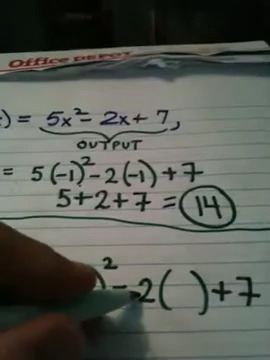 Office DEPOT
) = 5x² - 2x + 7,
OUTPUT
= 5(-1)² - 2(-1) + 7
5 + 2 + 7 = 14
)² - 2( ) + 7